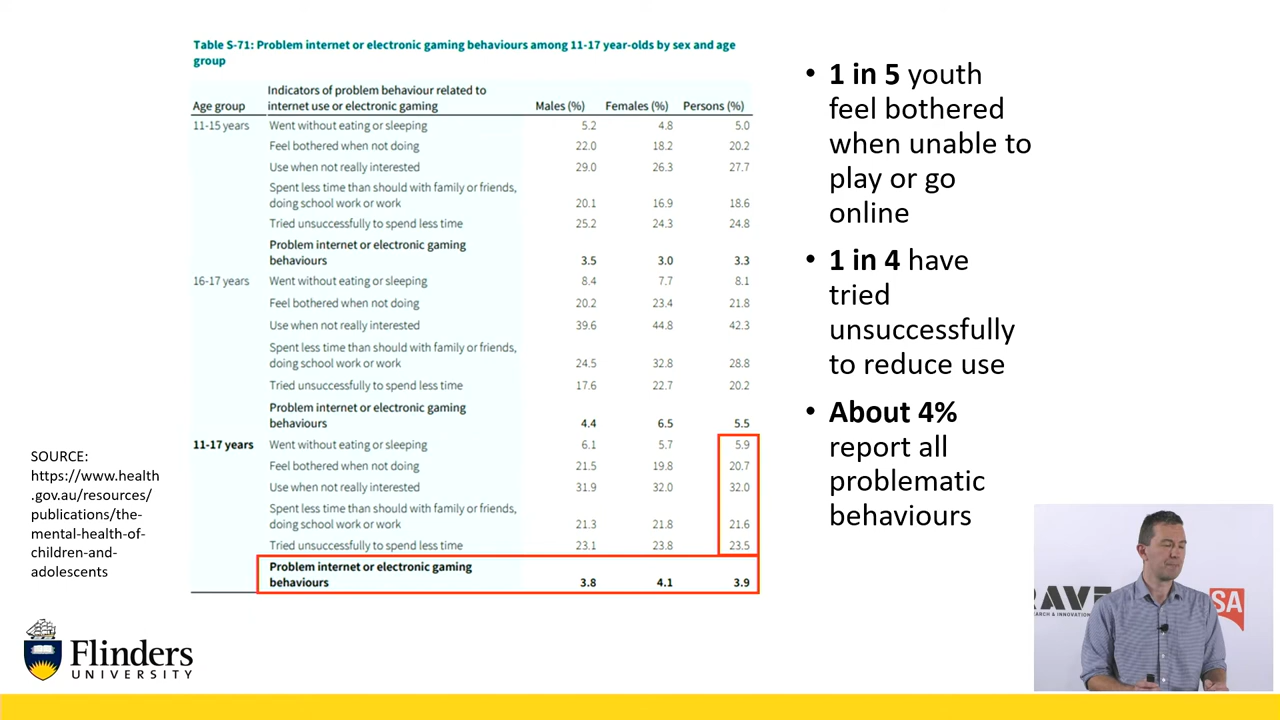 Table S-71: Problem internet or electronic gaming behaviours among 11-17 year-olds by sex and age
group
Indicators of problem behaviour related to
Age group internet use or electronic gaming Males (%) Females (%) Persons (%)
11-15 years Went without eating or sleeping 5.2 4.8 5.0
Feel bothered when not doing 22.0 18.2 20.2
Use when not really interested 29.0 26.3 27.7
Spent less time than should with family or friends,
doing school work or work 20.1 16.9 18.6
Tried unsuccessfully to spend less time 25.2 24.3 24.8
Problem internet or electronic gaming
behaviours 3.5 3.0 3.3
16-17 years Went without eating or sleeping 8.4 7.7 8.1
Feel bothered when not doing 20.2 23.4 21.8
Use when not really interested 39.6 44.8 42.3
Spent less time than should with family or friends,
doing school work or work 24.5 32.8 28.8
Tried unsuccessfully to spend less time 17.6 22.7 20.2
Problem internet or electronic gaming
behaviours 4.4 6.5 5.5
11-17 years Went without eating or sleeping 6.1 5.7 5.9
Feel bothered when not doing 21.5 19.8 20.7
Use when not really interested 31.9 32.0 32.0
Spent less time than should with family or friends,
doing school work or work 21.3 21.8 21.6
Tried unsuccessfully to spend less time 23.1 23.8 23.5
Problem internet or electronic gaming
behaviours 3.8 4.1 3.9
• 1 in 5 youth
feel bothered
when unable to
play or go
online
• 1 in 4 have
tried
unsuccessfully
to reduce use
• About 4%
report all
problematic
behaviours
SOURCE:
https://www.health
.gov.au/resources/
publications/the-
mental-health-of-
children-and-
adolescents
Flinders
UNIVERSITY
SA